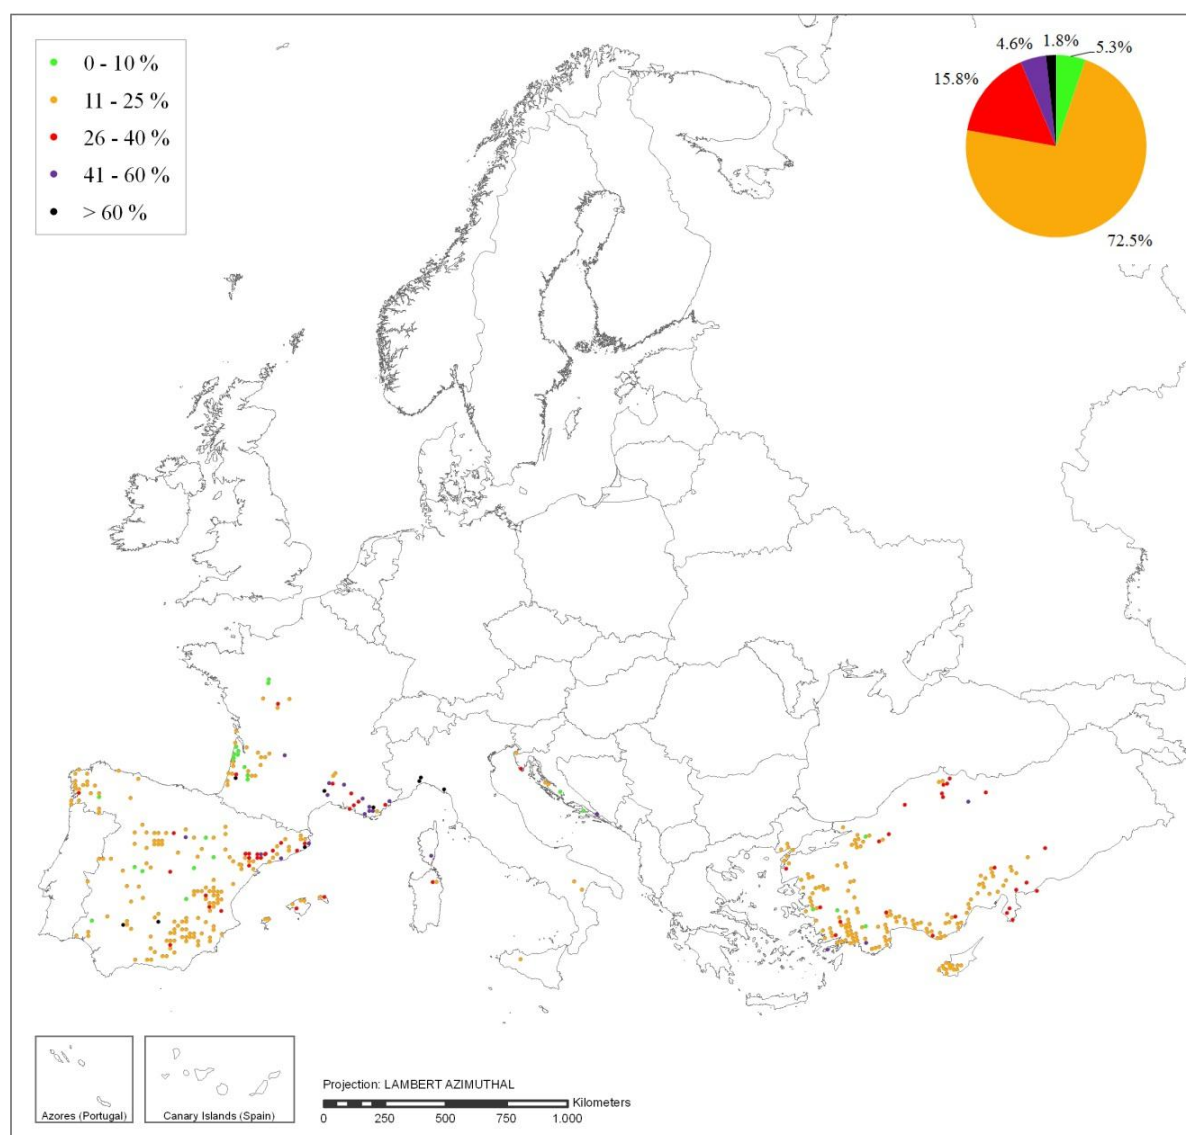 0 - 10 %
11 - 25 %
26 - 40 %
41 - 60 %
> 60 %
4.6%
1.8%
5.3%
15.8%
72.5%
Azores (Portugal)
Canary Islands (Spain)
Projection: LAMBERT AZIMUTHAL
Kilometers
0 250 500 750 1.000